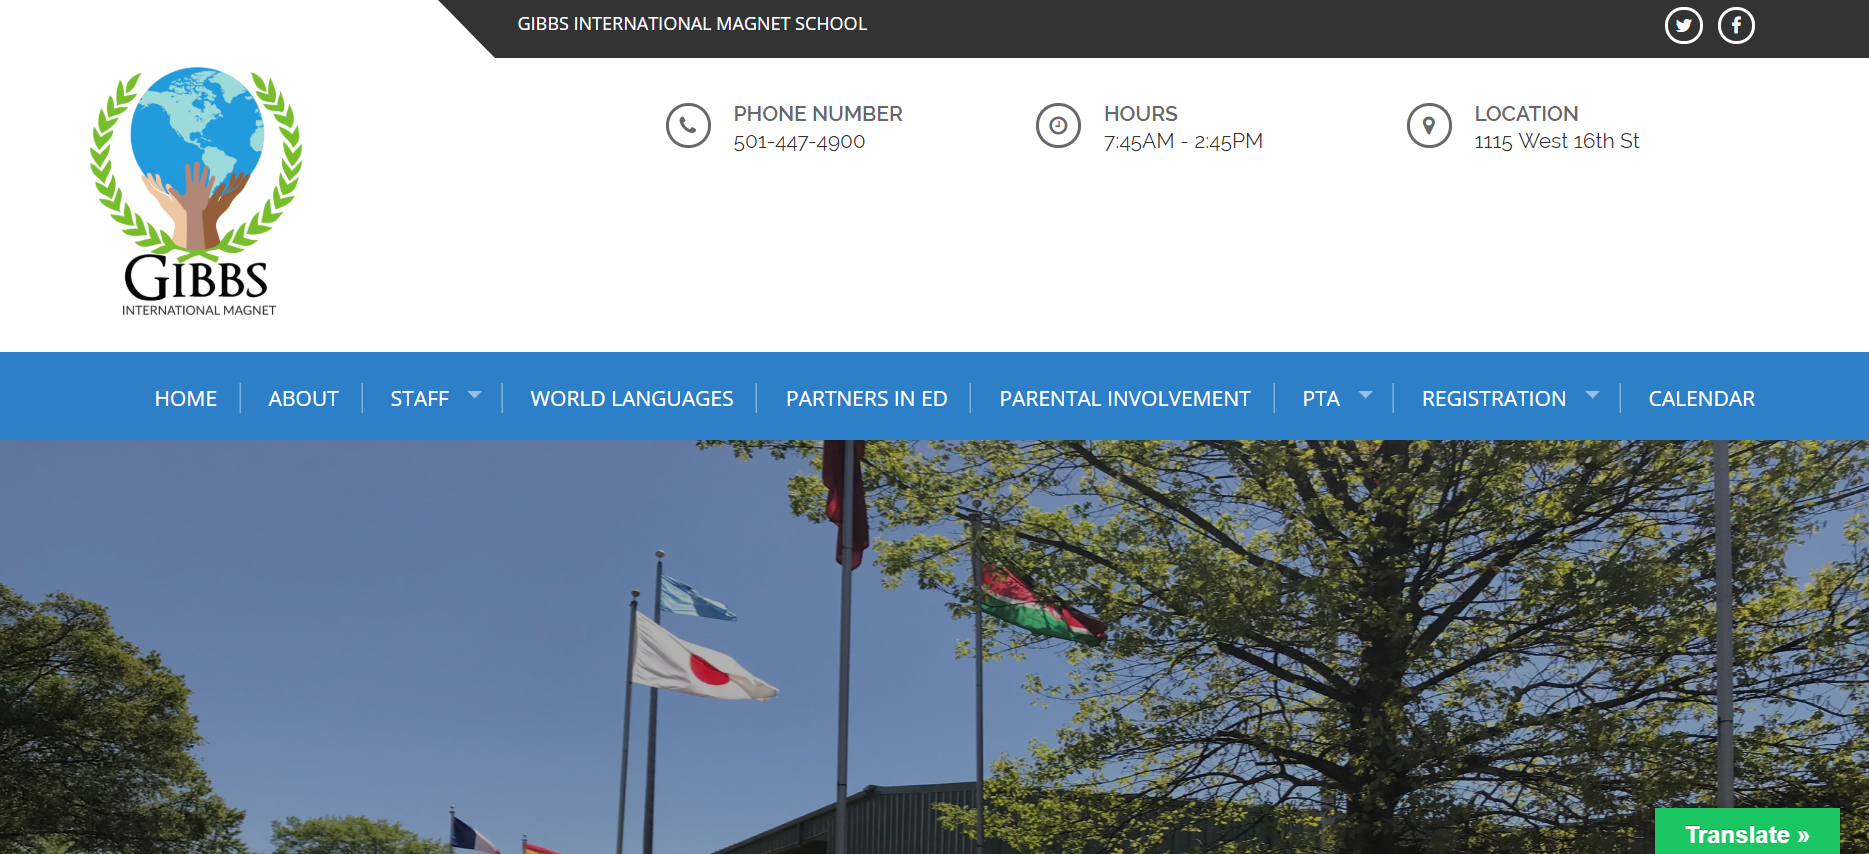 GIBBS INTERNATIONAL MAGNET SCHOOL
PHONE NUMBER
501-447-4900
HOURS
7:45AM - 2:45PM
LOCATION
1115 West 16th St
GIBBS
INTERNATIONAL MAGNET
HOME
ABOUT
STAFF
WORLD LANGUAGES
PARTNERS IN ED
PARENTAL INVOLVEMENT
PTA
REGISTRATION
CALENDAR
Translate »